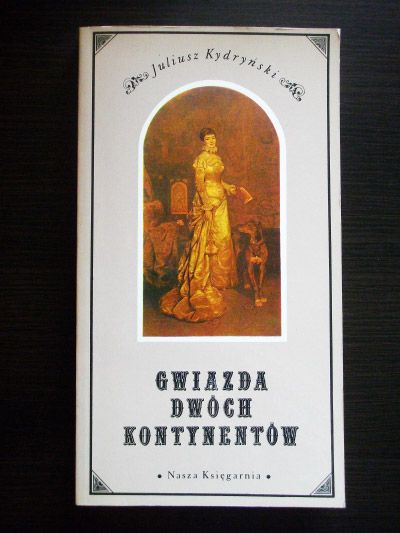 Juliusz Kydryński
GWIAZDA
DWÓCH
KONTYNENTÓW
• Nasza Księgarnia •